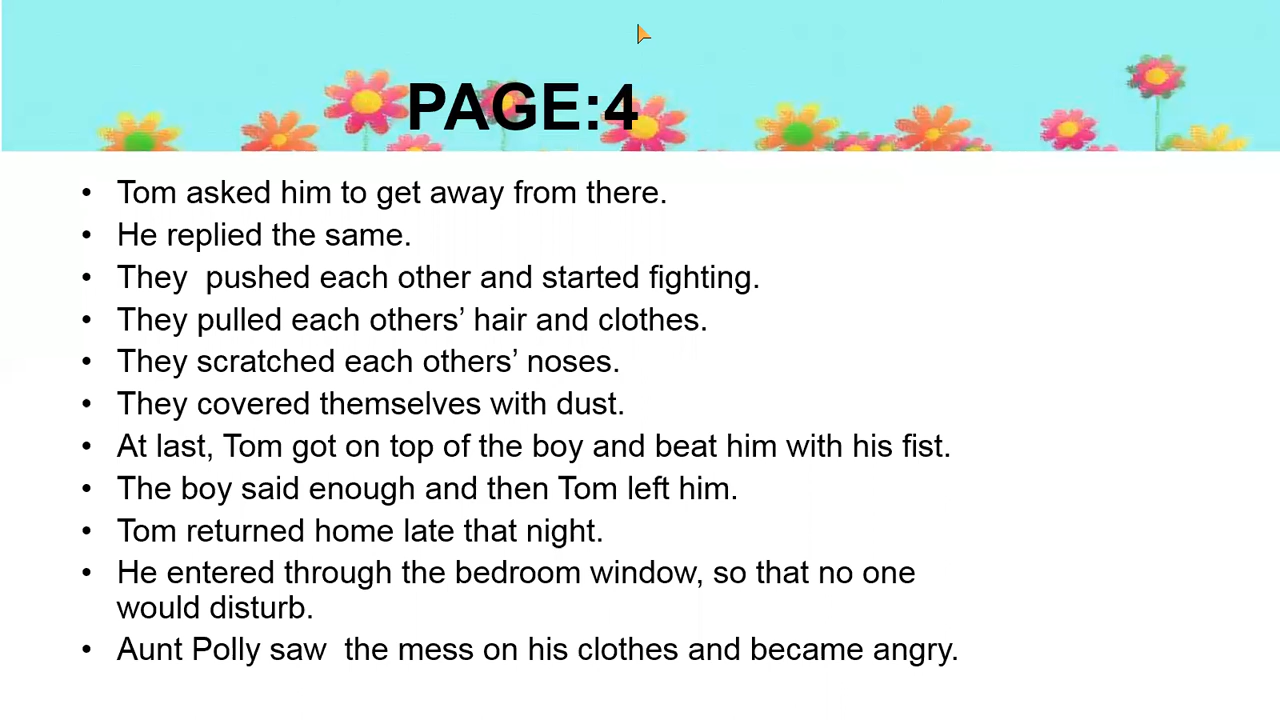 PAGE:4
• Tom asked him to get away from there.
• He replied the same.
• They  pushed each other and started fighting.
• They pulled each others’ hair and clothes.
• They scratched each others’ noses.
• They covered themselves with dust.
• At last, Tom got on top of the boy and beat him with his fist.
• The boy said enough and then Tom left him.
• Tom returned home late that night.
• He entered through the bedroom window, so that no one
would disturb.
• Aunt Polly saw  the mess on his clothes and became angry.